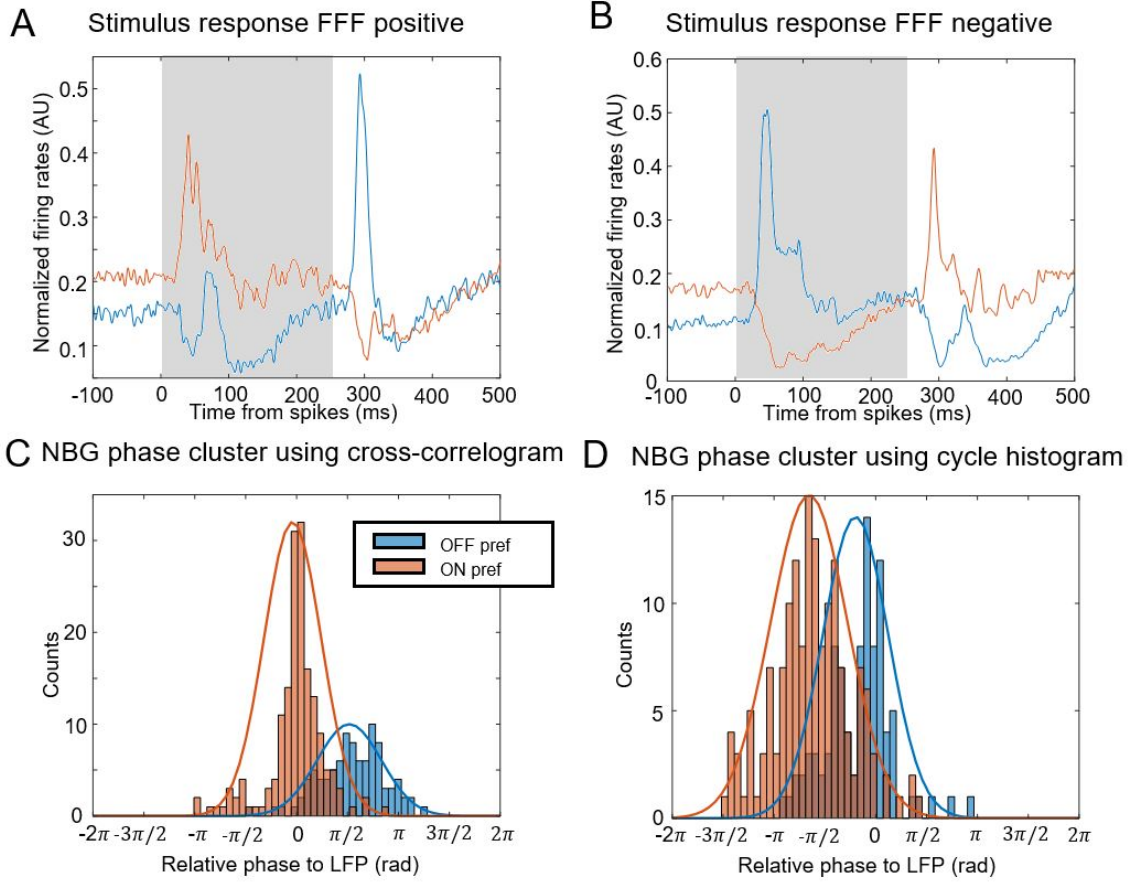 A Stimulus response FFF positive
Normalized firing rates (AU)
0.5
0.4
0.3
0.2
0.1
-100 0 100 200 300 400 500
Time from spikes (ms)
B Stimulus response FFF negative
Normalized firing rates (AU)
0.6
0.5
0.4
0.3
0.2
0.1
0
-100 0 100 200 300 400 500
Time from spikes (ms)
C NBG phase cluster using cross-correlogram
Counts
30
20
10
0
OFF pref
ON pref
-2π -3π/2 -π -π/2 0 π/2 π 3π/2 2π
Relative phase to LFP (rad)
D NBG phase cluster using cycle histogram
Counts
15
10
5
0
-2π -3π/2 -π -π/2 0 π/2 π 3π/2 2π
Relative phase to LFP (rad)